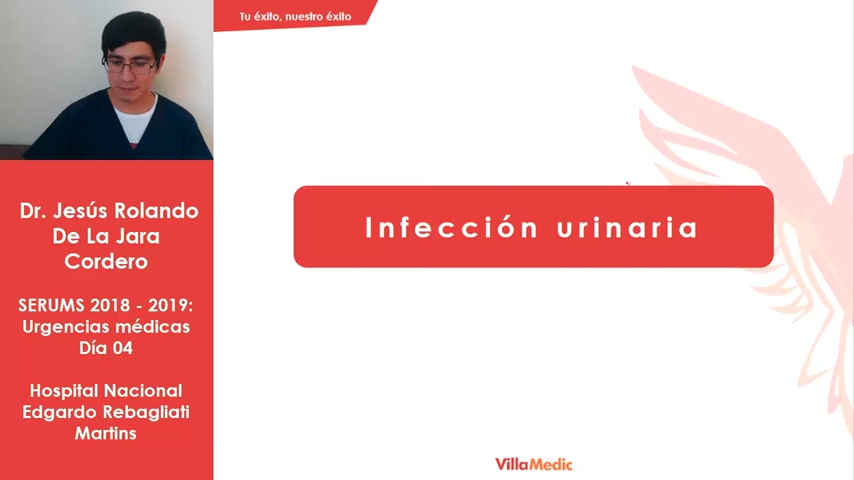 Tu éxito, nuestro éxito
Dr. Jesús Rolando
De La Jara
Cordero
SERUMS 2018 - 2019:
Urgencias médicas
Día 04
Hospital Nacional
Edgardo Rebagliati
Martins
Infección urinaria
VillaMedic